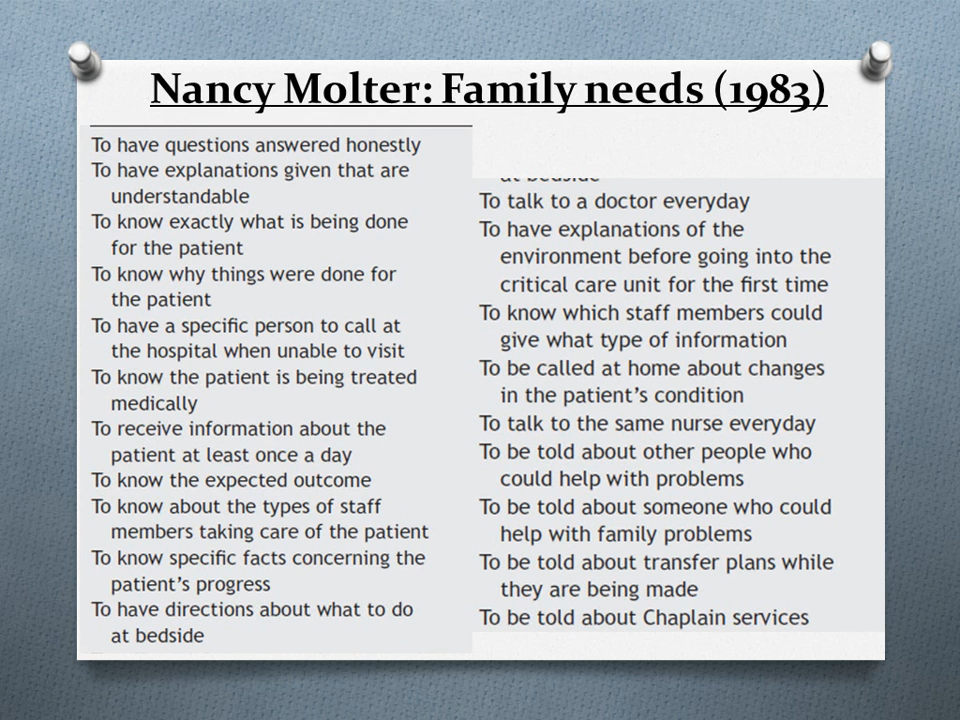 Nancy Molter: Family needs (1983)
To have questions answered honestly
To have explanations given that are
understandable
To know exactly what is being done
for the patient
To know why things were done for
the patient
To have a specific person to call at
the hospital when unable to visit
To know the patient is being treated
medically
To receive information about the
patient at least once a day
To know the expected outcome
To know about the types of staff
members taking care of the patient
To know specific facts concerning the
patient's progress
To have directions about what to do
at bedside
at bedside
To talk to a doctor everyday
To have explanations of the
environment before going into the
critical care unit for the first time
To know which staff members could
give what type of information
To be called at home about changes
in the patient's condition
To talk to the same nurse everyday
To be told about other people who
could help with problems
To be told about someone who could
help with family problems
To be told about transfer plans while
they are being made
To be told about Chaplain services